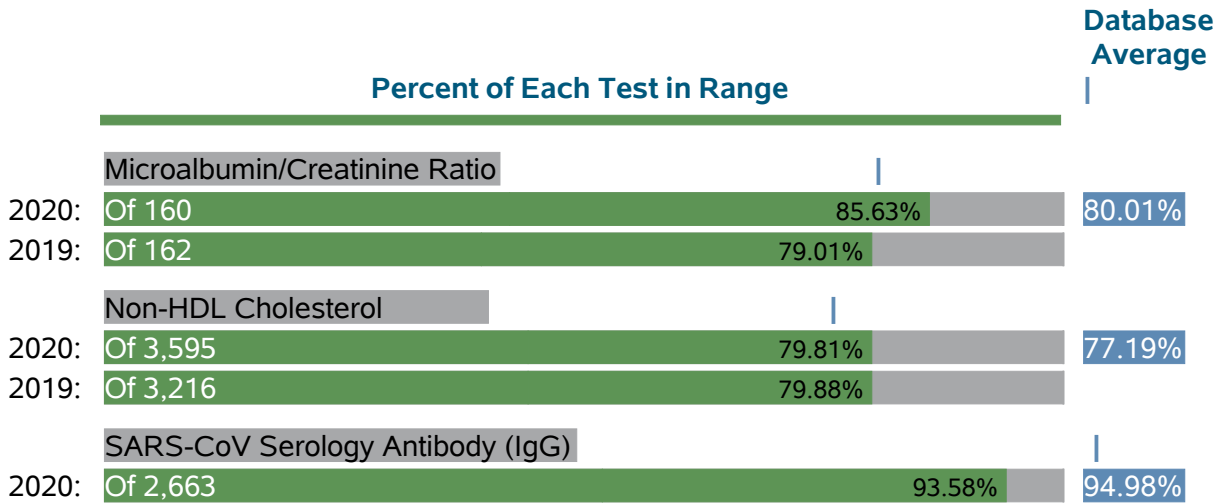 Database
Average
Percent of Each Test in Range
Microalbumin/Creatinine Ratio
2020: Of 160 85.63% 80.01%
2019: Of 162 79.01%
Non-HDL Cholesterol
2020: Of 3,595 79.81% 77.19%
2019: Of 3,216 79.88%
SARS-CoV Serology Antibody (IgG)
2020: Of 2,663 93.58% 94.98%